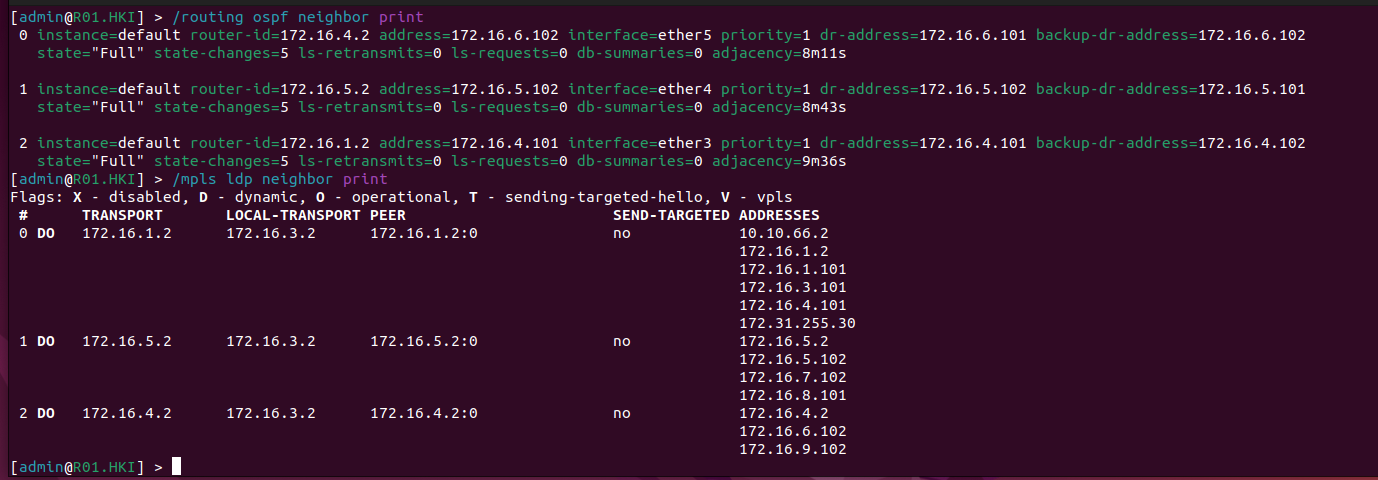 [admin@R01.HKI] > /routing ospf neighbor print
0 instance=default router-id=172.16.4.2 address=172.16.6.102 interface=ether5 priority=1 dr-address=172.16.6.101 backup-dr-address=172.16.6.102
state="Full" state-changes=5 ls-retransmits=0 ls-requests=0 db-summaries=0 adjacency=8m11s
1 instance=default router-id=172.16.5.2 address=172.16.5.102 interface=ether4 priority=1 dr-address=172.16.5.102 backup-dr-address=172.16.5.101
state="Full" state-changes=5 ls-retransmits=0 ls-requests=0 db-summaries=0 adjacency=8m43s
2 instance=default router-id=172.16.1.2 address=172.16.4.101 interface=ether3 priority=1 dr-address=172.16.4.101 backup-dr-address=172.16.4.102
state="Full" state-changes=5 ls-retransmits=0 ls-requests=0 db-summaries=0 adjacency=9m36s
[admin@R01.HKI] > /mpls ldp neighbor print
Flags: X - disabled, D - dynamic, O - operational, T - sending-targeted-hello, V - vpls
# TRANSPORT LOCAL-TRANSPORT PEER SEND-TARGETED ADDRESSES
0 DO 172.16.1.2 172.16.3.2 172.16.1.2:0 no 10.10.66.2
172.16.1.2
172.16.1.101
172.16.3.101
172.16.4.101
172.31.255.30
1 DO 172.16.5.2 172.16.3.2 172.16.5.2:0 no 172.16.5.2
172.16.5.102
172.16.7.102
172.16.8.101
2 DO 172.16.4.2 172.16.3.2 172.16.4.2:0 no 172.16.4.2
172.16.6.102
172.16.9.102
[admin@R01.HKI] >